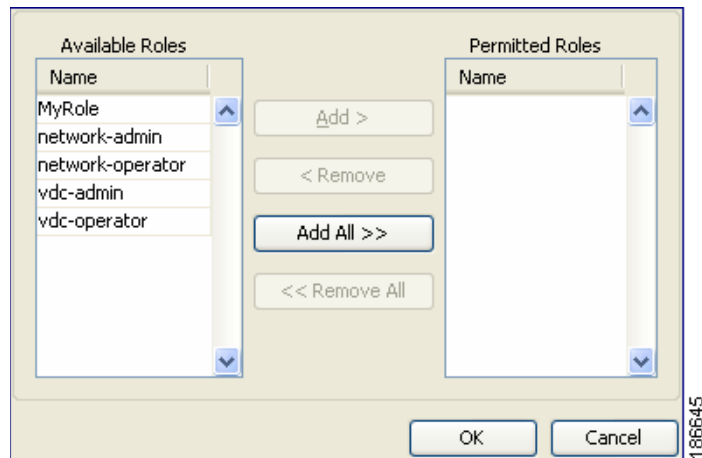 Available Roles
Permitted Roles
Name
Name
MyRole
network-admin
network-operator
vdc-admin
vdc-operator
Add >
< Remove
Add All >>
<< Remove All
OK
Cancel
186645